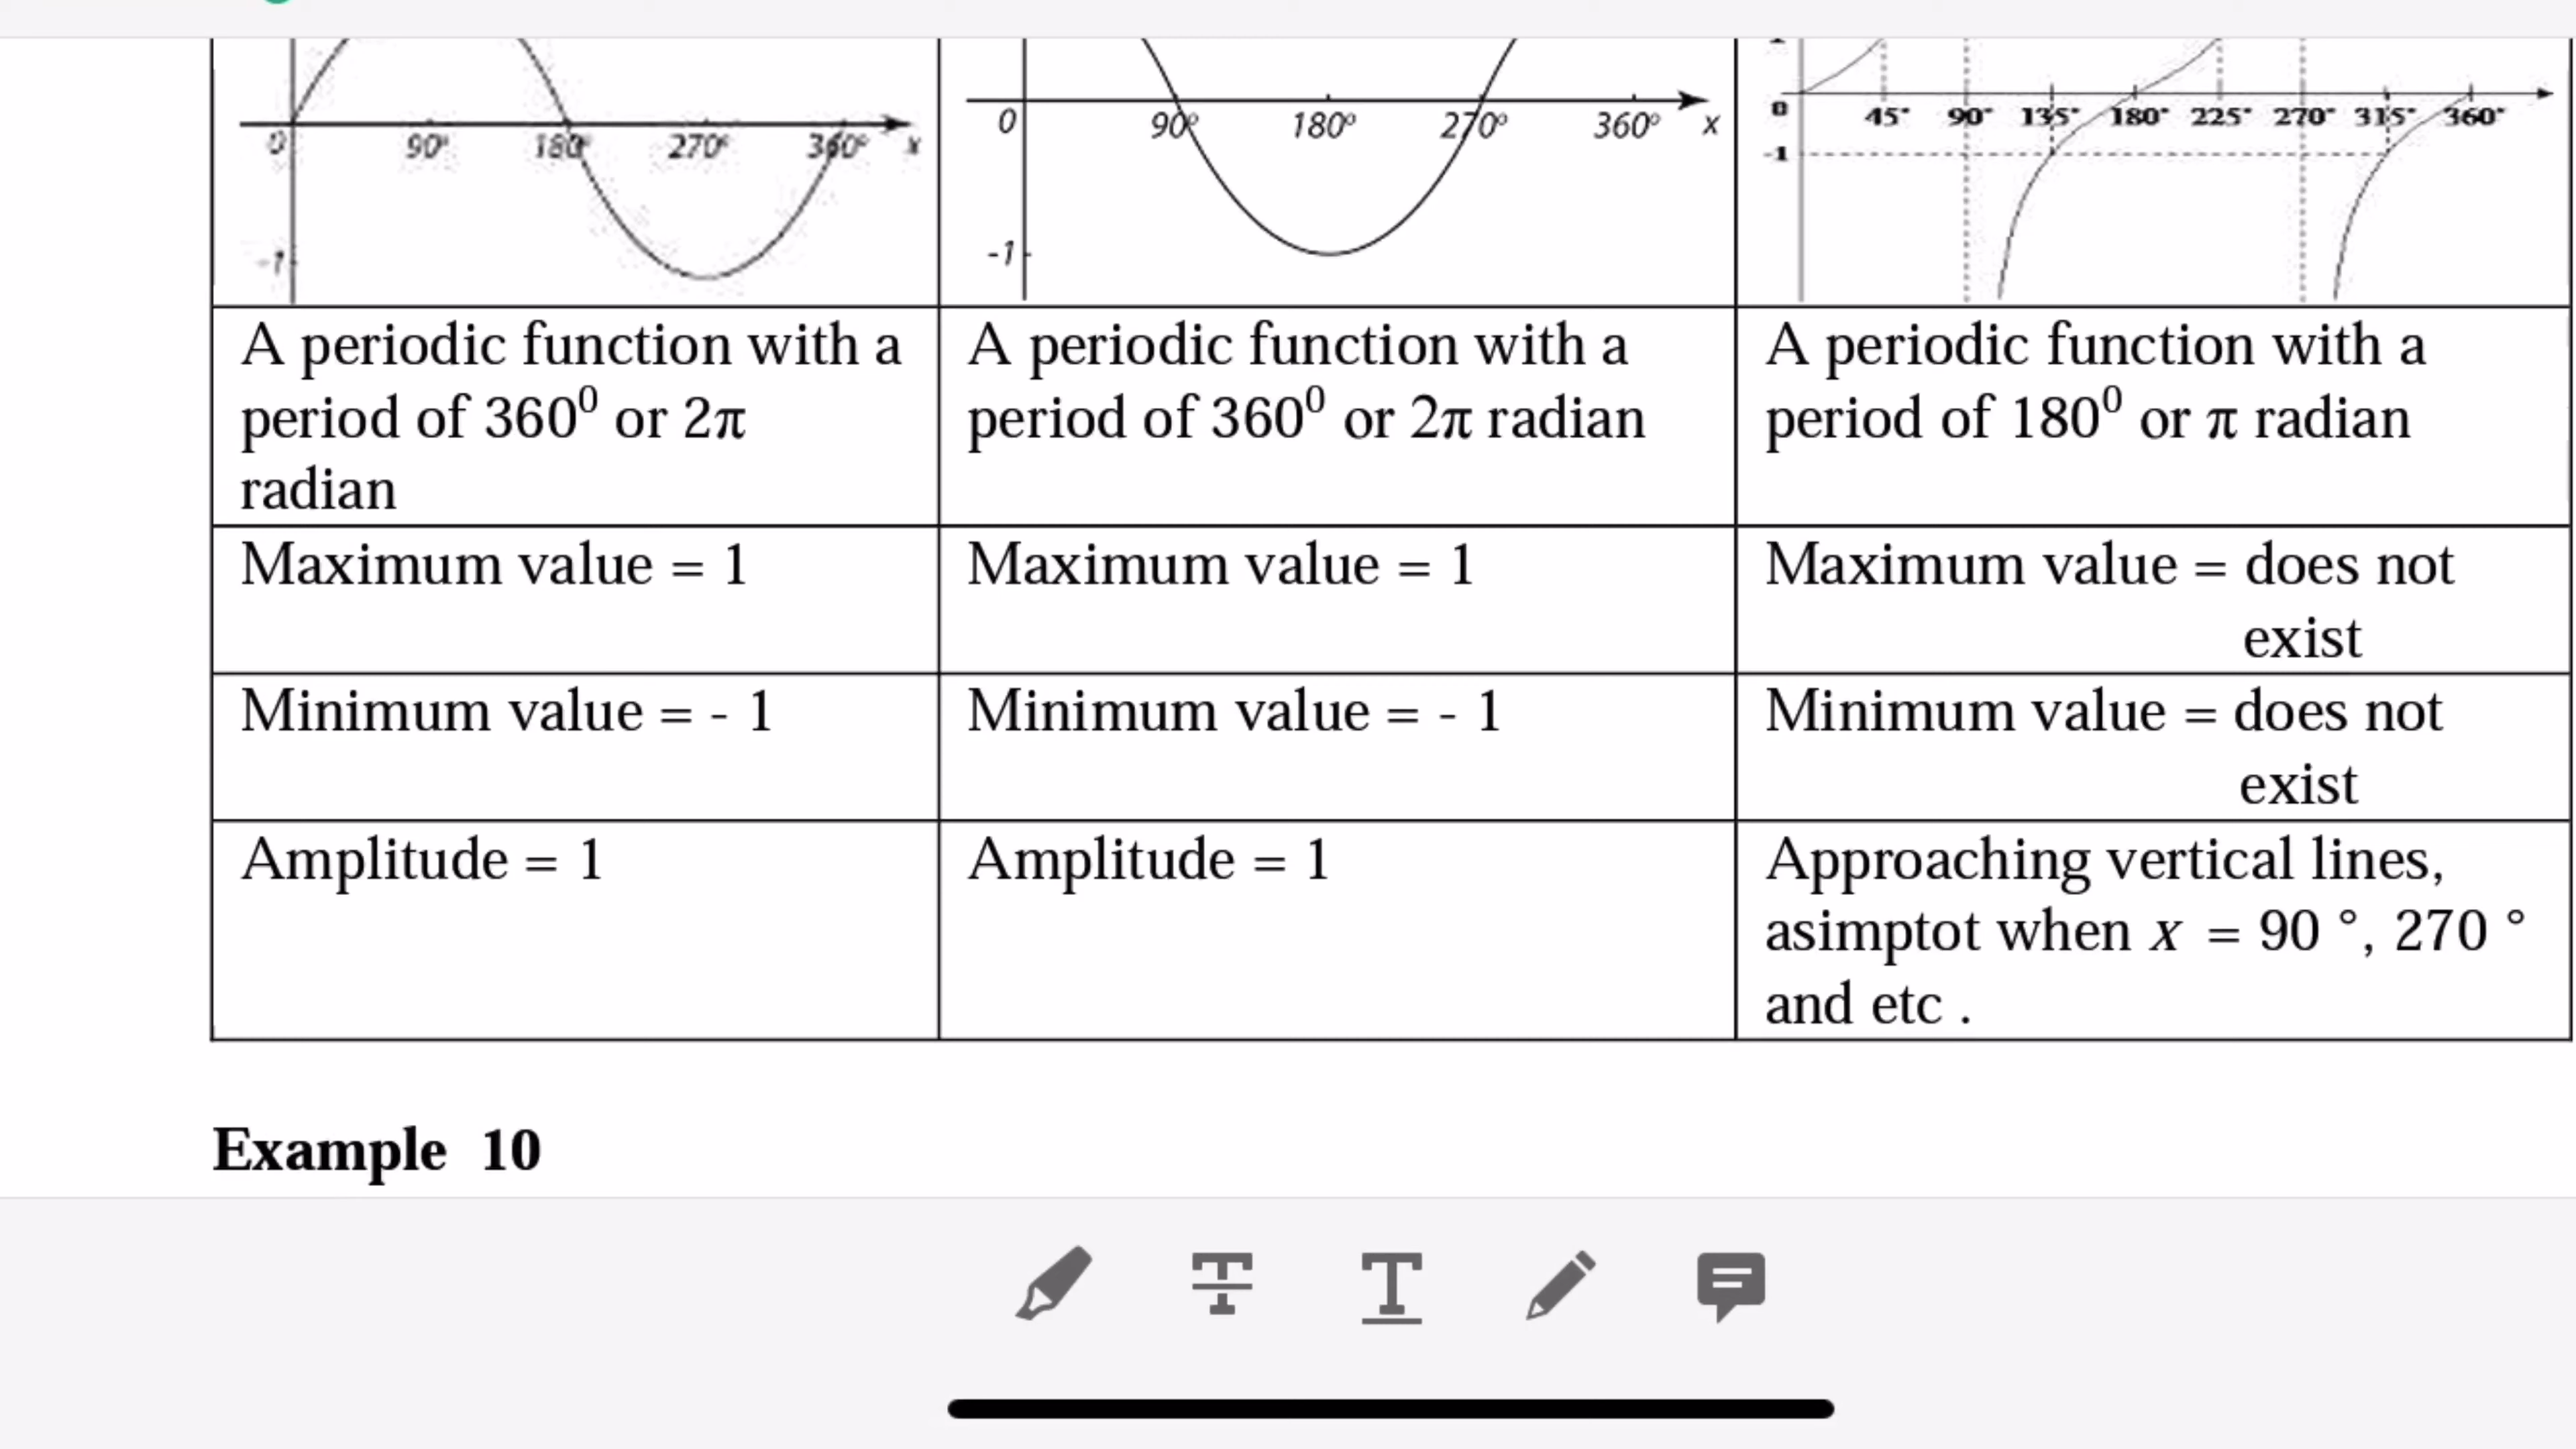 0 90° 180° 270° 360° x
-1
0 90° 180° 270° 360° x
-1
0 45° 90° 135° 180° 225° 270° 315° 360°
-1
A periodic function with a
period of 360⁰ or 2π
radian
A periodic function with a
period of 360⁰ or 2π radian
A periodic function with a
period of 180⁰ or π radian
Maximum value = 1
Maximum value = 1
Maximum value = does not
exist
Minimum value = - 1
Minimum value = - 1
Minimum value = does not
exist
Amplitude = 1
Amplitude = 1
Approaching vertical lines,
asimptot when x = 90 °, 270 °
and etc .
Example 10